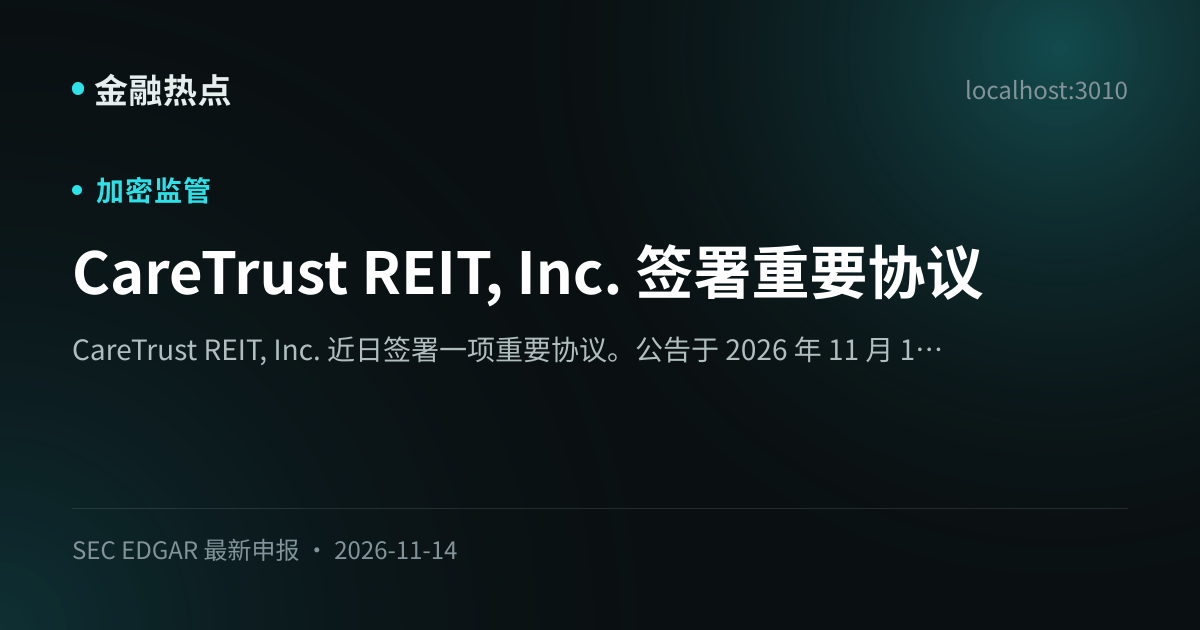 金融热点
localhost:3010
加密监管
CareTrust REIT, Inc. 签署重要协议
CareTrust REIT, Inc. 近日签署一项重要协议。公告于 2026 年 11 月 1…
SEC EDGAR 最新申报 · 2026-11-14